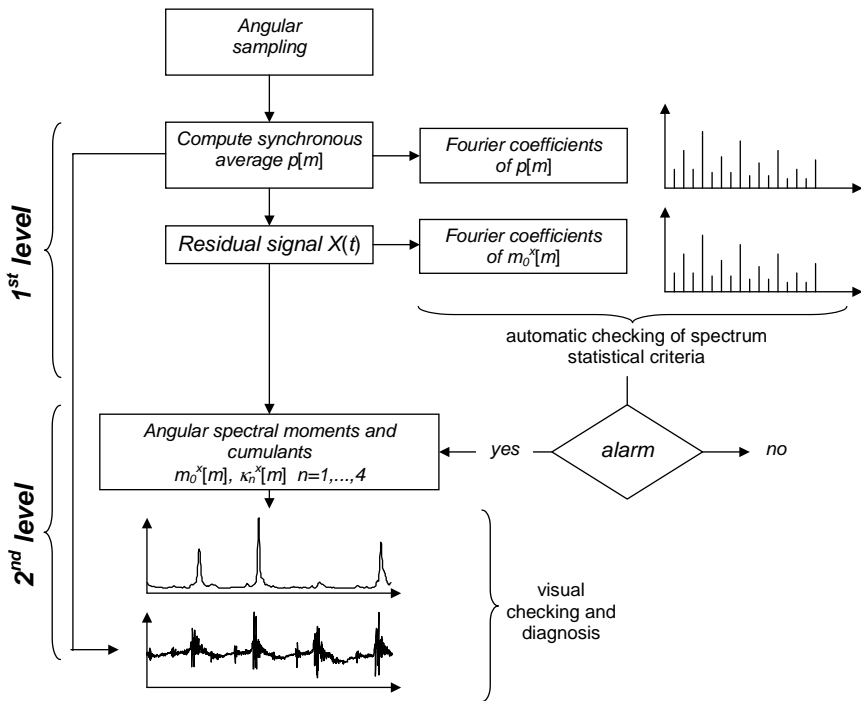 Angular
sampling
Compute synchronous
average p[m]
Fourier coefficients
of p[m]
Residual signal X(t)
Fourier coefficients
of m₀ˣ[m]
1st level
automatic checking of spectrum
statistical criteria
Angular spectral moments and
cumulants
m₀ˣ[m], κₙˣ[m] n=1,...,4
yes
alarm
no
2nd level
visual
checking and
diagnosis